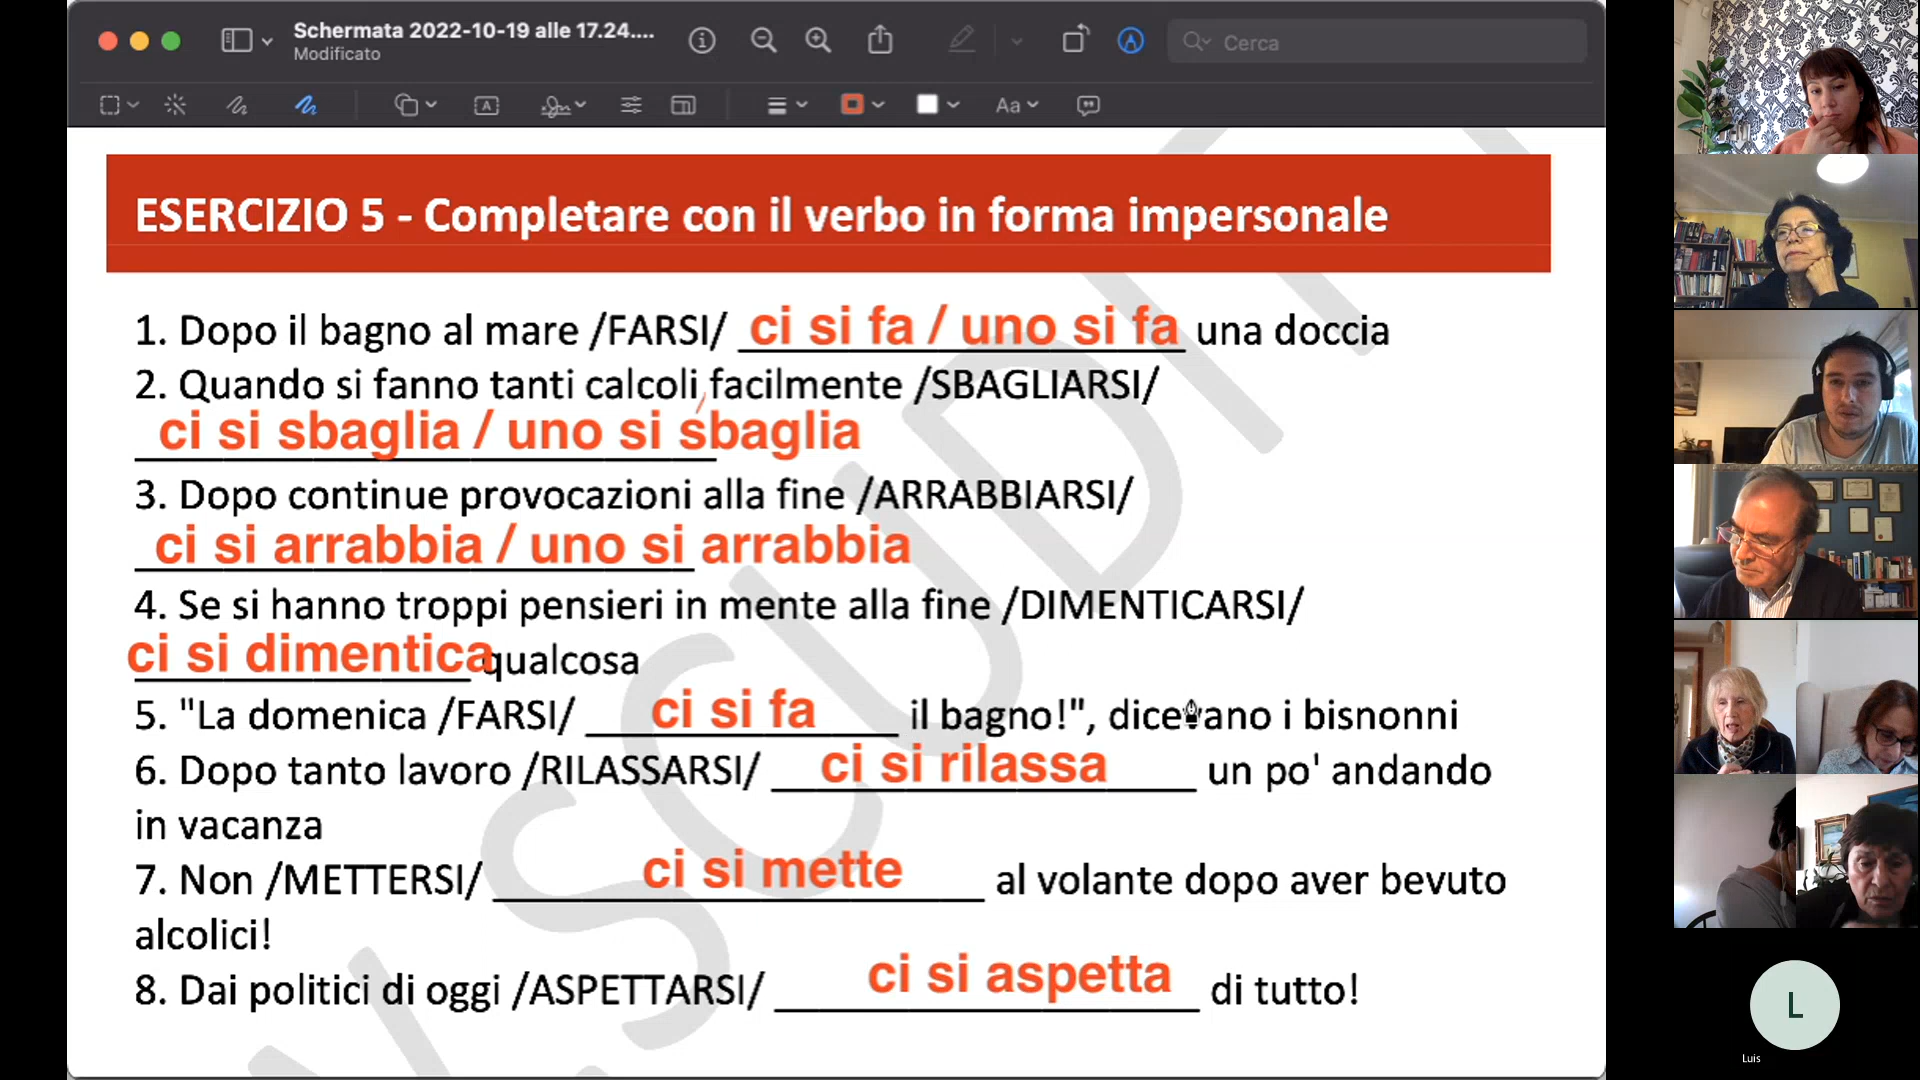 Schermata 2022-10-19 alle 17.24....
Modificato
Cerca
Aa
ESERCIZIO 5 - Completare con il verbo in forma impersonale
1. Dopo il bagno al mare /FARSI/ ci si fa / uno si fa una doccia
2. Quando si fanno tanti calcoli facilmente /SBAGLIARSI/
ci si sbaglia / uno si sbaglia
3. Dopo continue provocazioni alla fine /ARRABBIARSI/
ci si arrabbia / uno si arrabbia
4. Se si hanno troppi pensieri in mente alla fine /DIMENTICARSI/
ci si dimentica qualcosa
5. "La domenica /FARSI/ ci si fa il bagno!", dicevano i bisnonni
6. Dopo tanto lavoro /RILASSARSI/ ci si rilassa un po' andando
in vacanza
7. Non /METTERSI/ ci si mette al volante dopo aver bevuto
alcolici!
8. Dai politici di oggi /ASPETTARSI/ ci si aspetta di tutto!
L
Luis